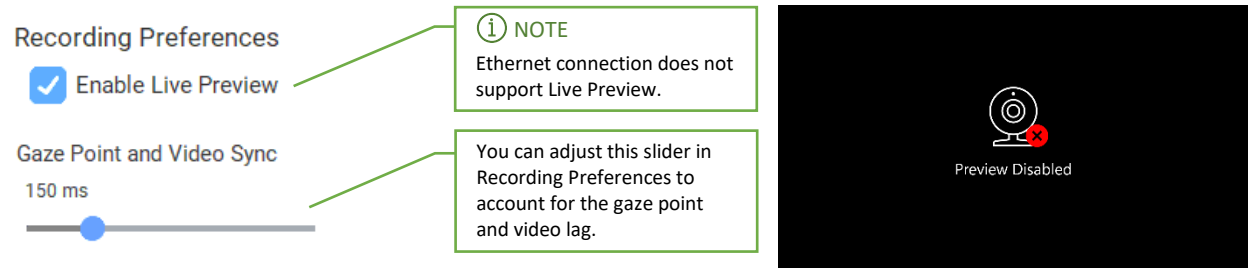 Recording Preferences
Enable Live Preview
Gaze Point and Video Sync
150 ms
NOTE
Ethernet connection does not
support Live Preview.
You can adjust this slider in
Recording Preferences to
account for the gaze point
and video lag.
Preview Disabled